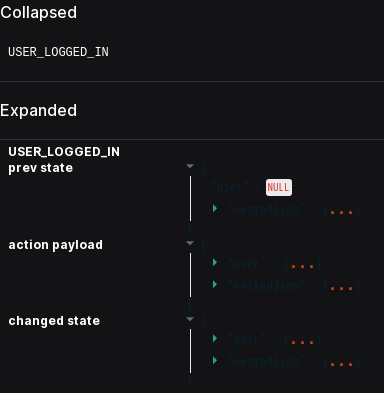 Collapsed
USER_LOGGED_IN
Expanded
USER_LOGGED_IN
prev state
{
"user" : NULL
"nestedJson" : {...}
}
action payload
{
"user" : {...}
"nestedJson" : {...}
}
changed state
{
"user" : {...}
"nestedJson" : {...}
}